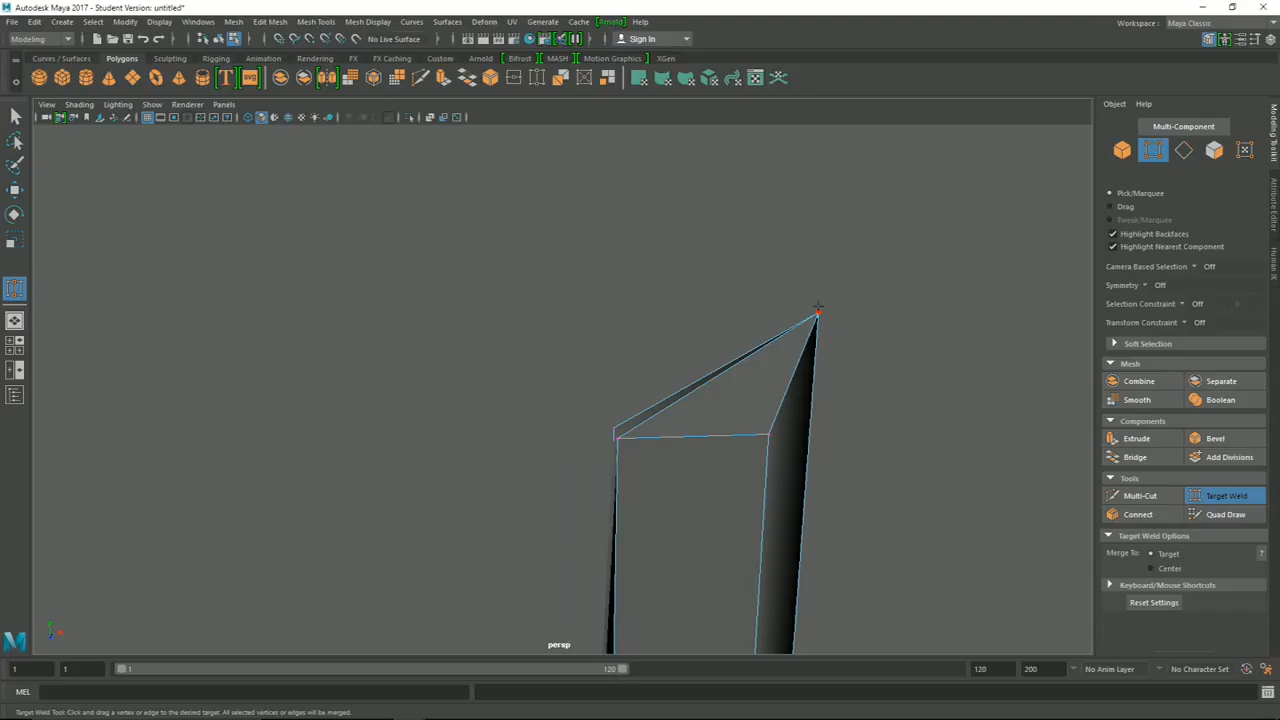 Autodesk Maya 2017 - Student Version: untitled*
File Edit Create Select Modify Display Windows Mesh Edit Mesh Mesh Tools Mesh Display Curves Surfaces Deform UV Generate Cache [Arnold] Help
Workspace : Maya Classic
Modeling No Live Surface Sign In
Curves / Surfaces Polygons Sculpting Rigging Animation Rendering FX FX Caching Custom Arnold Bifrost MASH Motion Graphics XGen
T svg
View Shading Lighting Show Renderer Panels
Object Help
Multi-Component
Modeling Toolkit
Attribute Editor
Human IK
Pick/Marquee
Drag
Tweak/Marquee
Highlight Backfaces
Highlight Nearest Component
Camera Based Selection Off
Symmetry Off
Selection Constraint Off
Transform Constraint Off
Soft Selection
Mesh
Combine Separate
Smooth Boolean
Components
Extrude Bevel
Bridge Add Divisions
Tools
Multi-Cut Target Weld
Connect Quad Draw
Target Weld Options
Merge To: Target ?
Center
Keyboard/Mouse Shortcuts
Reset Settings
persp
1 1 1 120 120 200 No Anim Layer No Character Set
MEL
Target Weld Tool: Click and drag a vertex or edge to the desired target. All selected vertices or edges will be merged.